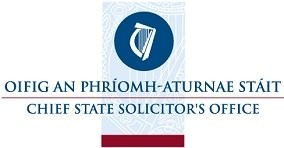 OIFIG AN PHRÍOMH-ATURNAE STÁIT
CHIEF STATE SOLICITOR'S OFFICE